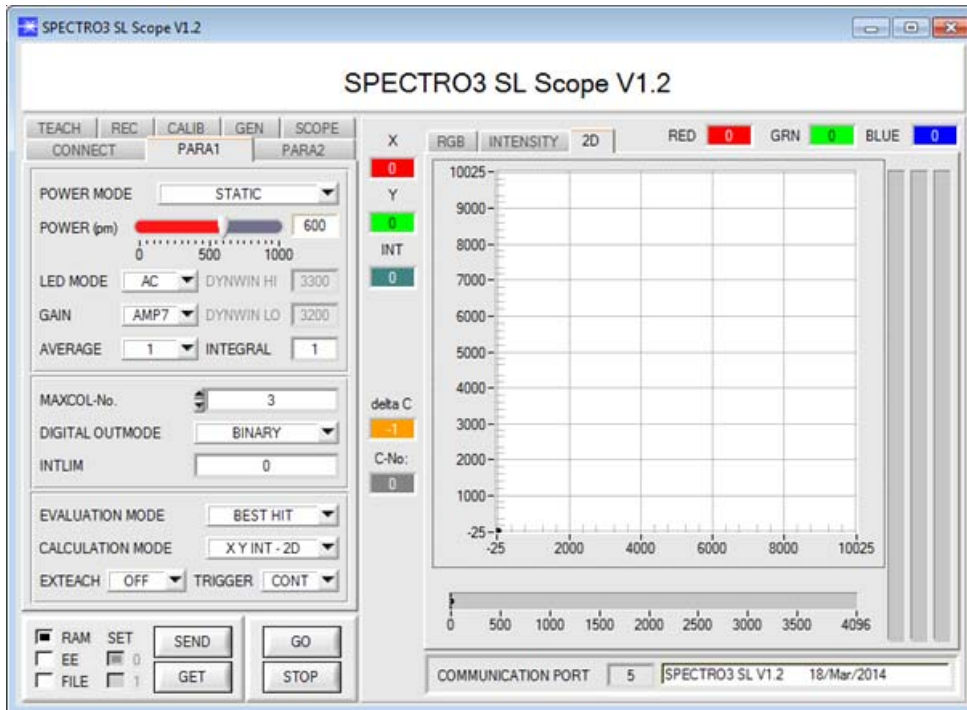 SPECTRO3 SL Scope V1.2
SPECTRO3 SL Scope V1.2
TEACH REC CALIB GEN SCOPE
CONNECT PARA1 PARA2
POWER MODE STATIC
POWER (pm) 600
0 500 1000
LED MODE AC DYNWIN HI 3300
GAIN AMP7 DYNWIN LO 3200
AVERAGE 1 INTEGRAL 1
MAXCOL-No. 3
DIGITAL OUTMODE BINARY
INTLIM 0
EVALUATION MODE BEST HIT
CALCULATION MODE X Y INT - 2D
EXTEACH OFF TRIGGER CONT
RAM SET SEND GO
EE 0
FILE 1 GET STOP
X
0
Y
0
INT
0
delta C
-1
C-No:
0
RGB INTENSITY 2D RED 0 GRN 0 BLUE 0
10025
9000
8000
7000
6000
5000
4000
3000
2000
1000
-25
-25 2000 4000 6000 8000 10025
0 500 1000 1500 2000 2500 3000 3500 4096
COMMUNICATION PORT 5 SPECTRO3 SL V1.2 18/Mar/2014